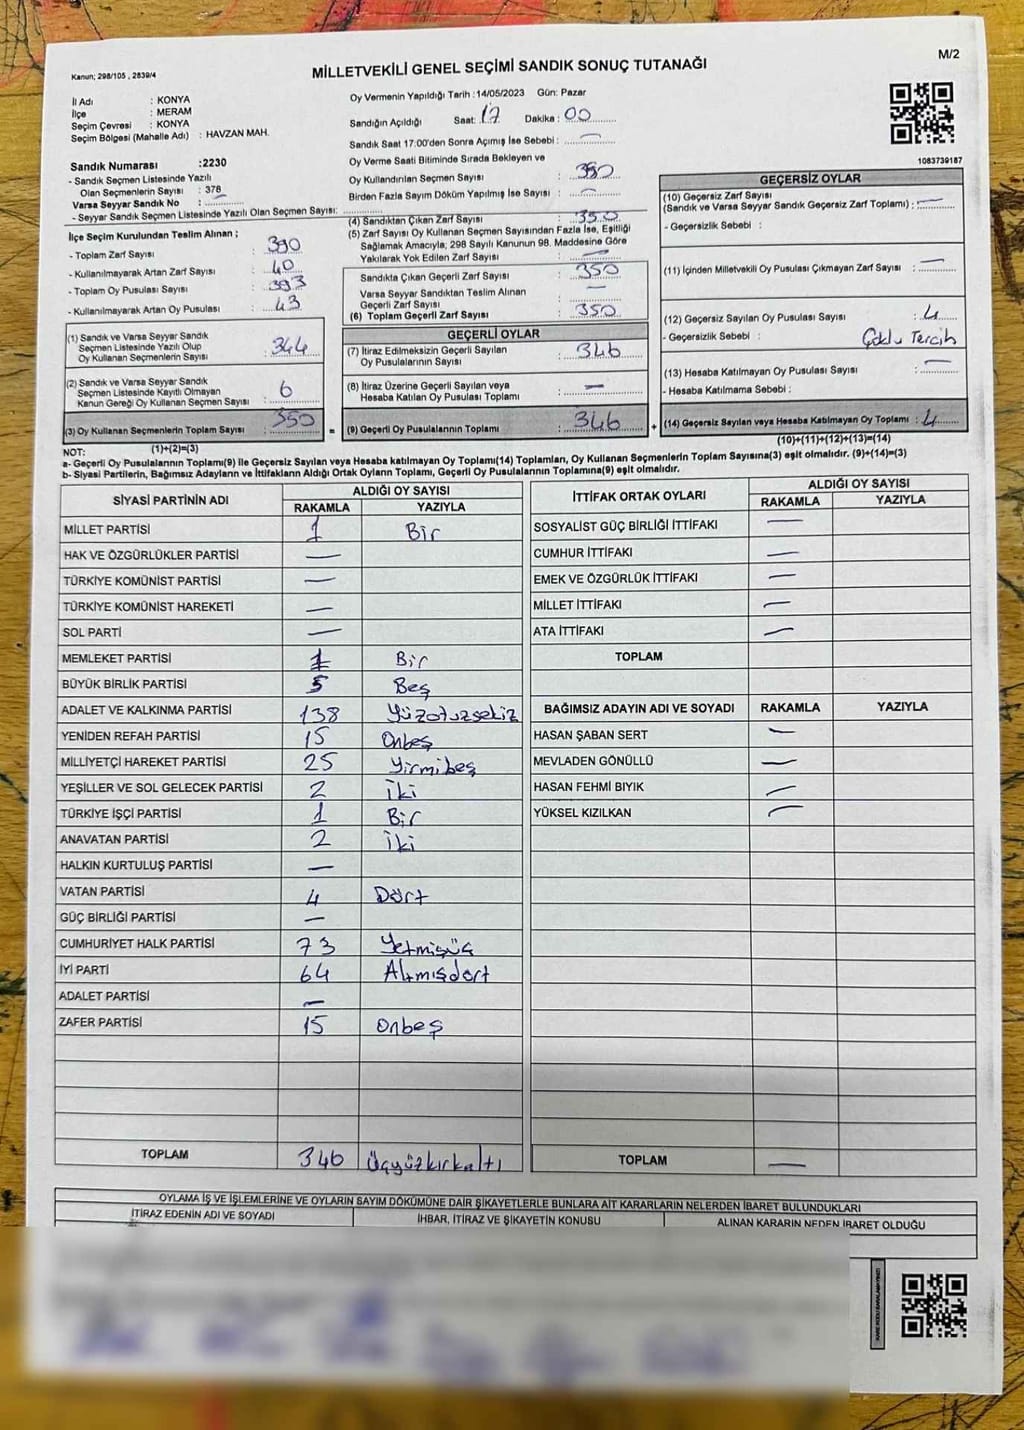 M/2
Kanun; 298/105 , 2839/4
MİLLETVEKİLİ GENEL SEÇİMİ SANDIK SONUÇ TUTANAĞI
İl Adı : KONYA
İlçe : MERAM
Seçim Çevresi : KONYA
Seçim Bölgesi (Mahalle Adı) : HAVZAN MAH.
Sandık Numarası :2230
- Sandık Seçmen Listesinde Yazılı
Olan Seçmenlerin Sayısı : 378
Varsa Seyyar Sandık No :
- Seyyar Sandık Seçmen Listesinde Yazılı Olan Seçmen Sayısı:
İlçe Seçim Kurulundan Teslim Alınan ;
- Toplam Zarf Sayısı : 390
- Kullanılmayarak Artan Zarf Sayısı : 40
- Toplam Oy Pusulası Sayısı : 393
- Kullanılmayarak Artan Oy Pusulası : 43
(1) Sandık ve Varsa Seyyar Sandık
Seçmen Listesinde Yazılı Olup
Oy Kullanan Seçmenlerin Sayısı : 344
(2) Sandık ve Varsa Seyyar Sandık
Seçmen Listesinde Kayıtlı Olmayan
Kanun Gereği Oy Kullanan Seçmen Sayısı : 6
(3) Oy Kullanan Seçmenlerin Toplam Sayısı : 350
(1)+(2)=(3)
Oy Vermenin Yapıldığı Tarih :14/05/2023 Gün: Pazar
Sandığın Açıldığı Saat: 17 Dakika : 00
Sandık Saat 17:00'den Sonra Açımış İse Sebebi : —
Oy Verme Saati Bitiminde Sırada Bekleyen ve
Oy Kullandırılan Seçmen Sayısı :
Birden Fazla Sayım Döküm Yapılmış İse Sayısı : —
(4) Sandıktan Çıkan Zarf Sayısı : 350
(5) Zarf Sayısı Oy Kullanan Seçmen Sayısından Fazla İse, Eşitliği
Sağlamak Amacıyla, 298 Sayılı Kanunun 98. Maddesine Göre
Yakılarak Yok Edilen Zarf Sayısı : —
Sandıkta Çıkan Geçerli Zarf Sayısı : 350
Varsa Seyyar Sandıktan Teslim Alınan
Geçerli Zarf Sayısı : —
(6) Toplam Geçerli Zarf Sayısı : 350
GEÇERLİ OYLAR
(7) İtiraz Edilmeksizin Geçerli Sayılan
Oy Pusulalarının Sayısı : 346
(8) İtiraz Üzerine Geçerli Sayılan veya
Hesaba Katılan Oy Pusulası Toplamı : —
= (9) Geçerli Oy Pusulalarının Toplamı : 346
1083739187
GEÇERSİZ OYLAR
(10) Geçersiz Zarf Sayısı
(Sandık ve Varsa Seyyar Sandık Geçersiz Zarf Toplamı) : —
- Geçersizlik Sebebi :
(11) İçinden Milletvekili Oy Pusulası Çıkmayan Zarf Sayısı : —
(12) Geçersiz Sayılan Oy Pusulası Sayısı : 4
- Geçersizlik Sebebi : Çoklu Tercih
(13) Hesaba Katılmayan Oy Pusulası Sayısı : —
- Hesaba Katılmama Sebebi :
+ (14) Geçersiz Sayılan veya Hesaba Katılmayan Oy Toplamı : 4
(10)+(11)+(12)+(13)=(14)
NOT:
a- Geçerli Oy Pusulalarının Toplamı(9) ile Geçersiz Sayılan veya Hesaba katılmayan Oy Toplamı(14) Toplamları, Oy Kullanan Seçmenlerin Toplam Sayısına(3) eşit olmalıdır. (9)+(14)=(3)
b- Siyasi Partilerin, Bağımsız Adayların ve İttifakların Aldığı Ortak Oyların Toplamı, Geçerli Oy Pusulalarının Toplamına(9) eşit olmalıdır.
SİYASİ PARTİNİN ADI ALDIĞI OY SAYISI
RAKAMLA YAZIYLA
MİLLET PARTİSİ 1 Bir
HAK VE ÖZGÜRLÜKLER PARTİSİ —
TÜRKİYE KOMÜNİST PARTİSİ —
TÜRKİYE KOMÜNİST HAREKETİ —
SOL PARTİ —
MEMLEKET PARTİSİ 1 Bir
BÜYÜK BİRLİK PARTİSİ 5 Beş
ADALET VE KALKINMA PARTİSİ 138 Yüzotuzsekiz
YENİDEN REFAH PARTİSİ 15 Onbeş
MİLLİYETÇİ HAREKET PARTİSİ 25 Yirmibeş
YEŞİLLER VE SOL GELECEK PARTİSİ 2 İki
TÜRKİYE İŞÇİ PARTİSİ 1 Bir
ANAVATAN PARTİSİ 2 İki
HALKIN KURTULUŞ PARTİSİ —
VATAN PARTİSİ 4 Dört
GÜÇ BİRLİĞİ PARTİSİ —
CUMHURİYET HALK PARTİSİ 73 Yetmişüç
İYİ PARTİ 64 Altmışdört
ADALET PARTİSİ —
ZAFER PARTİSİ 15 Onbeş
TOPLAM 346 Üçyüzkırkaltı
İTTİFAK ORTAK OYLARI ALDIĞI OY SAYISI
RAKAMLA YAZIYLA
SOSYALİST GÜÇ BİRLİĞİ İTTİFAKI —
CUMHUR İTTİFAKI —
EMEK VE ÖZGÜRLÜK İTTİFAKI —
MİLLET İTTİFAKI —
ATA İTTİFAKI —
TOPLAM
BAĞIMSIZ ADAYIN ADI VE SOYADI RAKAMLA YAZIYLA
HASAN ŞABAN SERT —
MEVLADEN GÖNÜLLÜ —
HASAN FEHMİ BIYIK —
YÜKSEL KIZILKAN —
TOPLAM —
OYLAMA İŞ VE İŞLEMLERİNE VE OYLARIN SAYIM DÖKÜMÜNE DAİR ŞİKAYETLERLE BUNLARA AİT KARARLARIN NELERDEN İBARET BULUNDUKLARI
İTİRAZ EDENİN ADI VE SOYADI İHBAR, İTİRAZ VE ŞİKAYETİN KONUSU ALINAN KARARIN NEDEN İBARET OLDUĞU